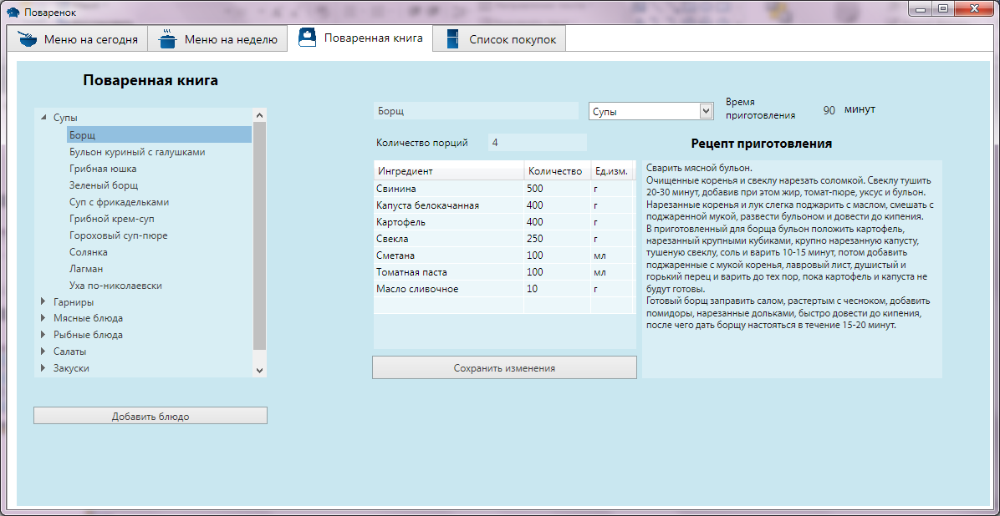 Поваренок
Меню на сегодня
Меню на неделю
Поваренная книга
Список покупок
Поваренная книга
Супы
Борщ
Бульон куриный с галушками
Грибная юшка
Зеленый борщ
Суп с фрикадельками
Грибной крем-суп
Гороховый суп-пюре
Солянка
Лагман
Уха по-николаевски
Гарниры
Мясные блюда
Рыбные блюда
Салаты
Закуски
Добавить блюдо
Борщ
Супы
Время
приготовления
90 минут
Количество порций 4
Ингредиент Количество Ед.изм.
Свинина 500 г
Капуста белокачанная 400 г
Картофель 400 г
Свекла 250 г
Сметана 100 мл
Томатная паста 100 мл
Масло сливочное 10 г
Сохранить изменения
Рецепт приготовления
Сварить мясной бульон.
Очищенные коренья и свеклу нарезать соломкой. Свеклу тушить
20-30 минут, добавив при этом жир, томат-пюре, уксус и бульон.
Нарезанные коренья и лук слегка поджарить с маслом, смешать с
поджаренной мукой, развести бульоном и довести до кипения.
В приготовленный для борща бульон положить картофель,
нарезанный крупными кубиками, крупно нарезанную капусту,
тушеную свеклу, соль и варить 10-15 минут, потом добавить
поджаренные с мукой коренья, лавровый лист, душистый и
горький перец и варить до тех пор, пока картофель и капуста не
будут готовы.
Готовый борщ заправить салом, растертым с чесноком, добавить
помидоры, нарезанные дольками, быстро довести до кипения,
после чего дать борщу настояться в течение 15-20 минут.